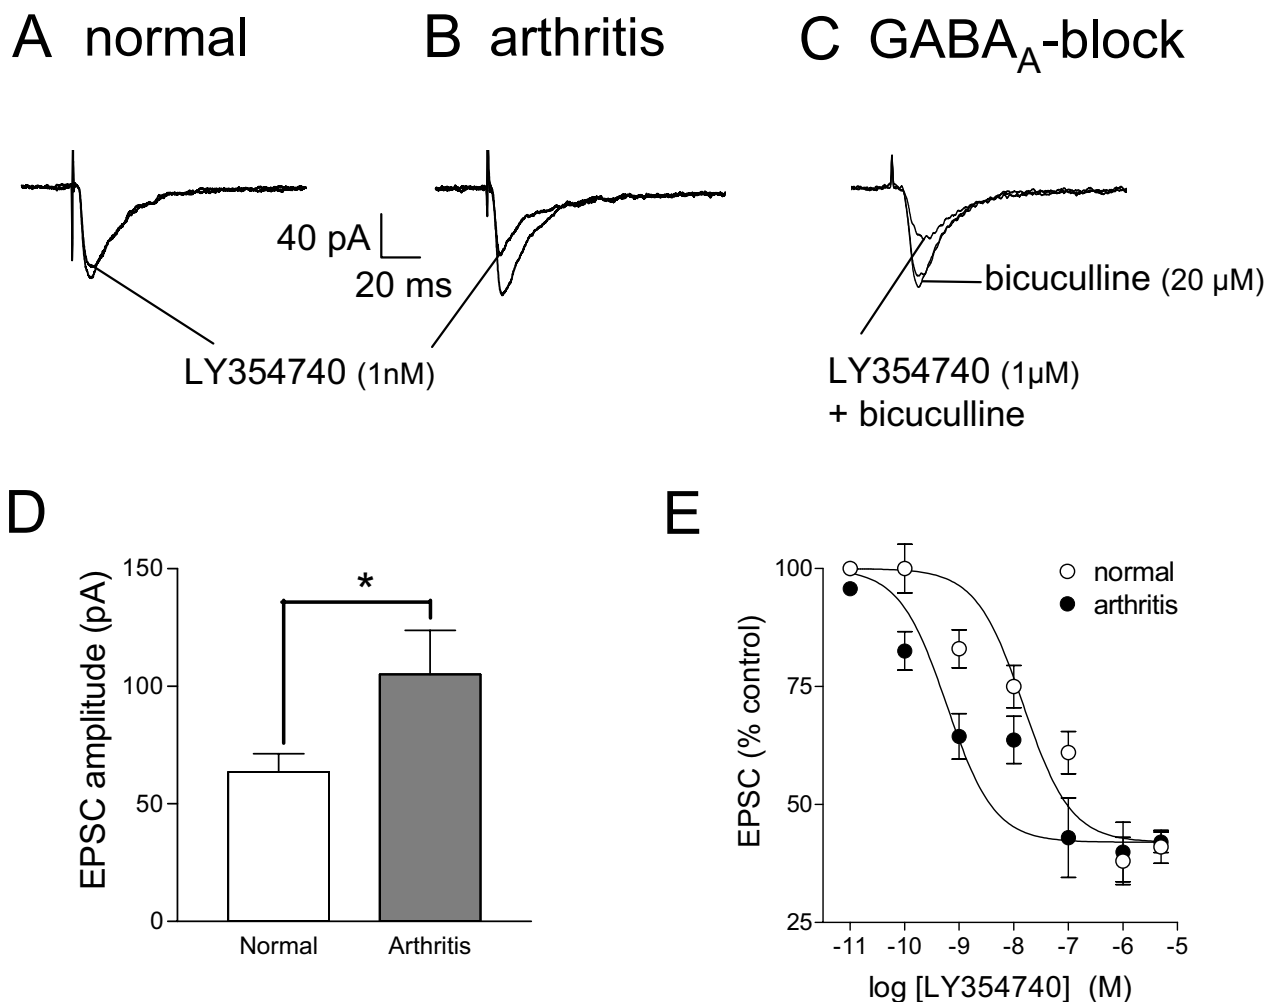 A normal
B arthritis
C GABAA-block
40 pA
20 ms
bicuculline (20 µM)
LY354740 (1nM)
LY354740 (1µM)
+ bicuculline
D
EPSC amplitude (pA)
150
100
50
0
*
Normal
Arthritis
E
EPSC (% control)
100
75
50
25
normal
arthritis
-11 -10 -9 -8 -7 -6 -5
log [LY354740] (M)